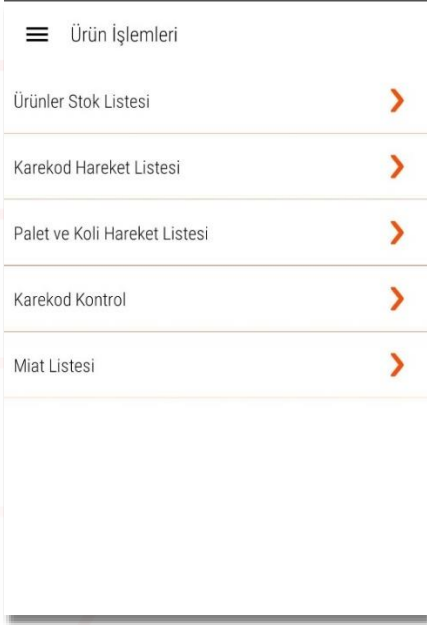 Ürün İşlemleri
Ürünler Stok Listesi
Karekod Hareket Listesi
Palet ve Koli Hareket Listesi
Karekod Kontrol
Miat Listesi